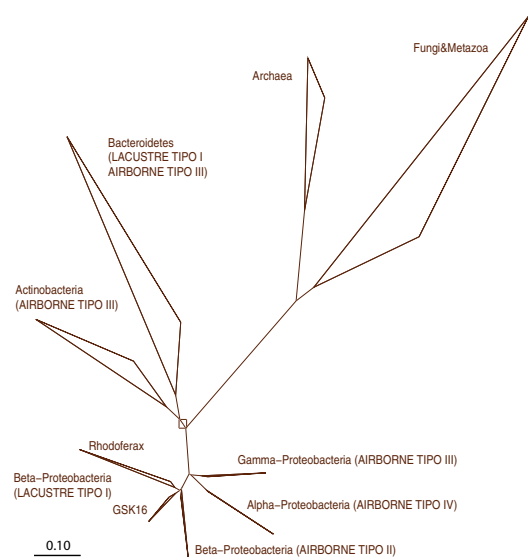 Fungi&Metazoa
Archaea
Bacteroidetes
(LACUSTRE TIPO I
AIRBORNE TIPO III)
Actinobacteria
(AIRBORNE TIPO III)
Rhodoferax
Gamma−Proteobacteria (AIRBORNE TIPO III)
Beta−Proteobacteria
(LACUSTRE TIPO I)
Alpha−Proteobacteria (AIRBORNE TIPO IV)
GSK16
Beta−Proteobacteria (AIRBORNE TIPO II)
0.10